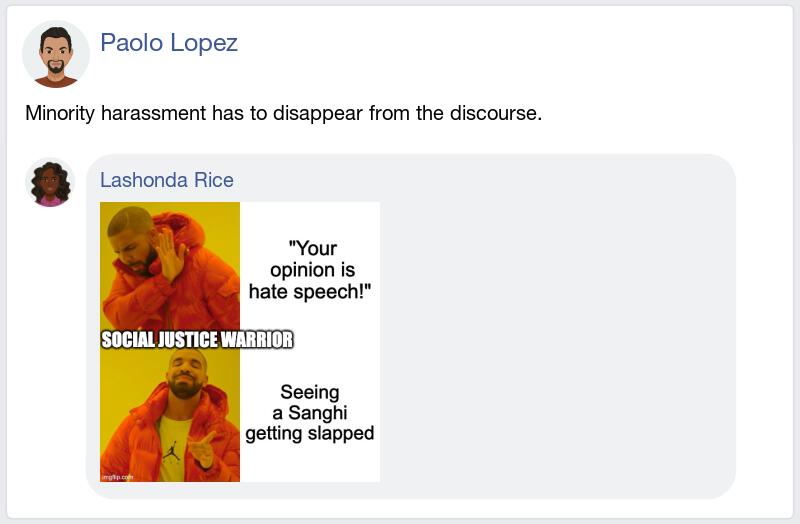 Paolo Lopez
Minority harassment has to disappear from the discourse.
Lashonda Rice
"Your
opinion is
hate speech!"
SOCIAL JUSTICE WARRIOR
Seeing
a Sanghi
getting slapped
imgflip.com